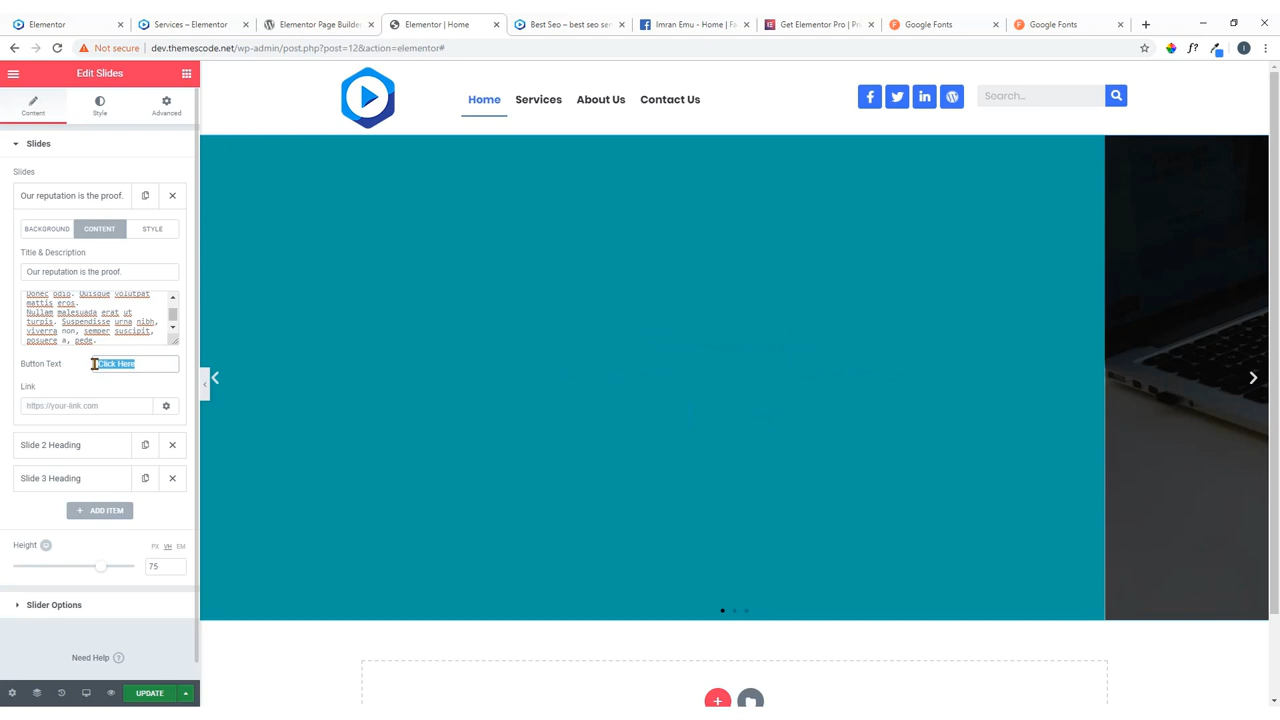 Elementor
Services – Elementor
Elementor Page Builder
Elementor | Home
Best Seo – best seo ser
Imran Emu - Home | Fa
Get Elementor Pro | Pri
Google Fonts
Google Fonts
Not secure
dev.themescode.net/wp-admin/post.php?post=12&action=elementor#
Edit Slides
Content
Style
Advanced
Slides
Slides
Our reputation is the proof.
BACKGROUND
CONTENT
STYLE
Title & Description
Our reputation is the proof.
Donec odio. Quisque volutpat
mattis eros.
Nullam malesuada erat ut
turpis. Suspendisse urna nibh,
viverra non, semper suscipit,
posuere a, pede.
Button Text
Click Here
Link
https://your-link.com
Slide 2 Heading
Slide 3 Heading
+ ADD ITEM
Height
PX VH EM
75
Slider Options
Need Help ?
UPDATE
Home
Services
About Us
Contact Us
Search...